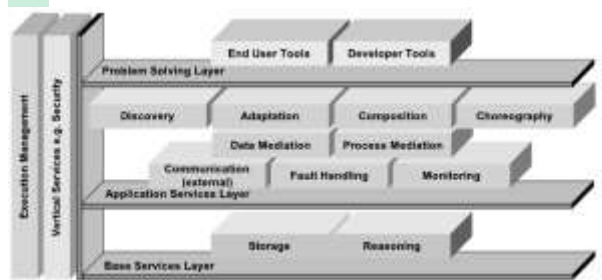 Execution Management
Vertical Services e.g. Security
End User Tools
Developer Tools
Problem Solving Layer
Discovery
Adaptation
Composition
Choreography
Data Mediation
Process Mediation
Communication
(external)
Fault Handling
Monitoring
Application Services Layer
Storage
Reasoning
Base Services Layer